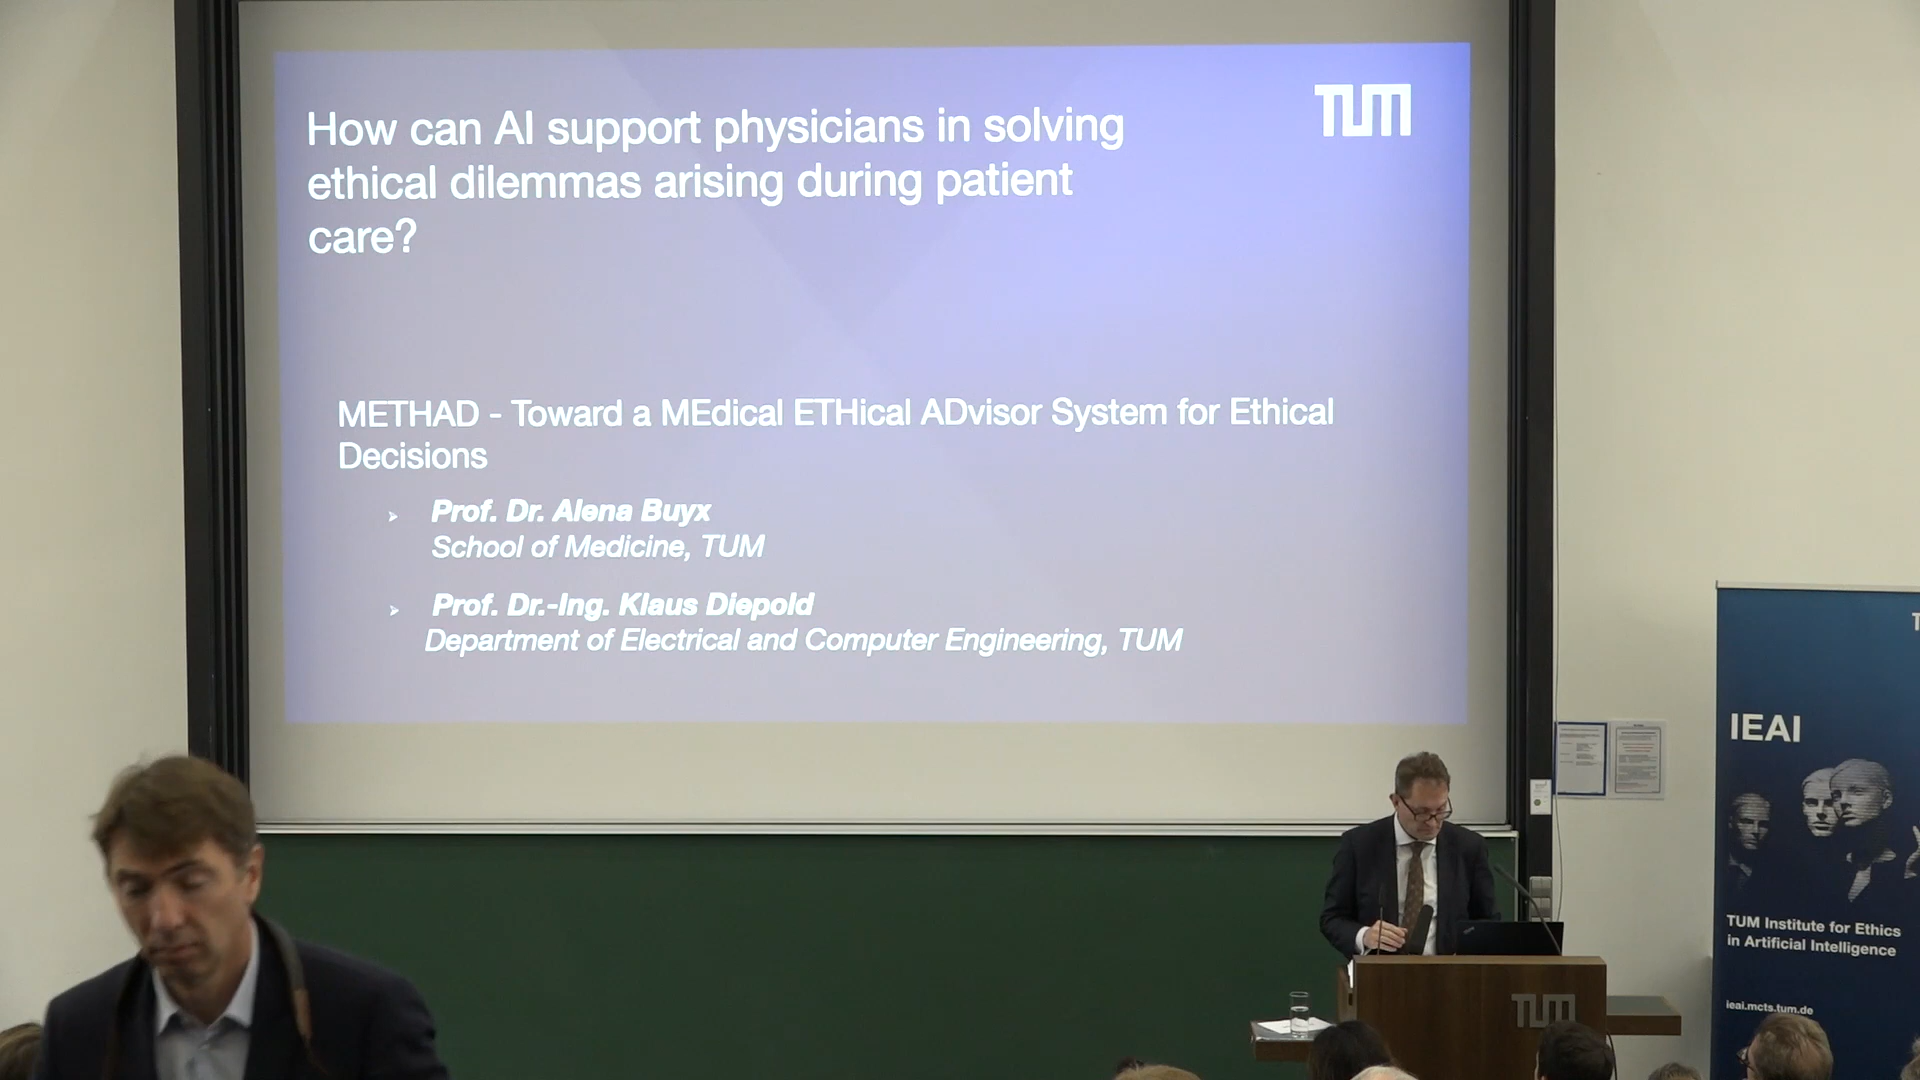 How can AI support physicians in solving
ethical dilemmas arising during patient
care?
TUM
METHAD - Toward a MEdical ETHical ADvisor System for Ethical
Decisions
➢ Prof. Dr. Alena Buyx
School of Medicine, TUM
➢ Prof. Dr.-Ing. Klaus Diepold
Department of Electrical and Computer Engineering, TUM
IEAI
TUM Institute for Ethics
in Artificial Intelligence
ieai.mcts.tum.de
TUM